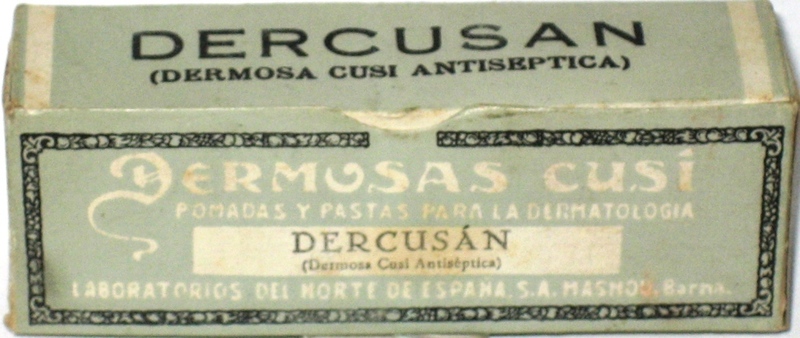 DERCUSAN
(DERMOSA CUSI ANTISEPTICA)
DERMOSAS CUSÍ
POMADAS Y PASTAS PARA LA DERMATOLOGIA
DERCUSÁN
(Dermosa Cusi Antiséptica)
LABORATORIOS DEL NORTE DE ESPAÑA, S.A. MASNOU, Barna.